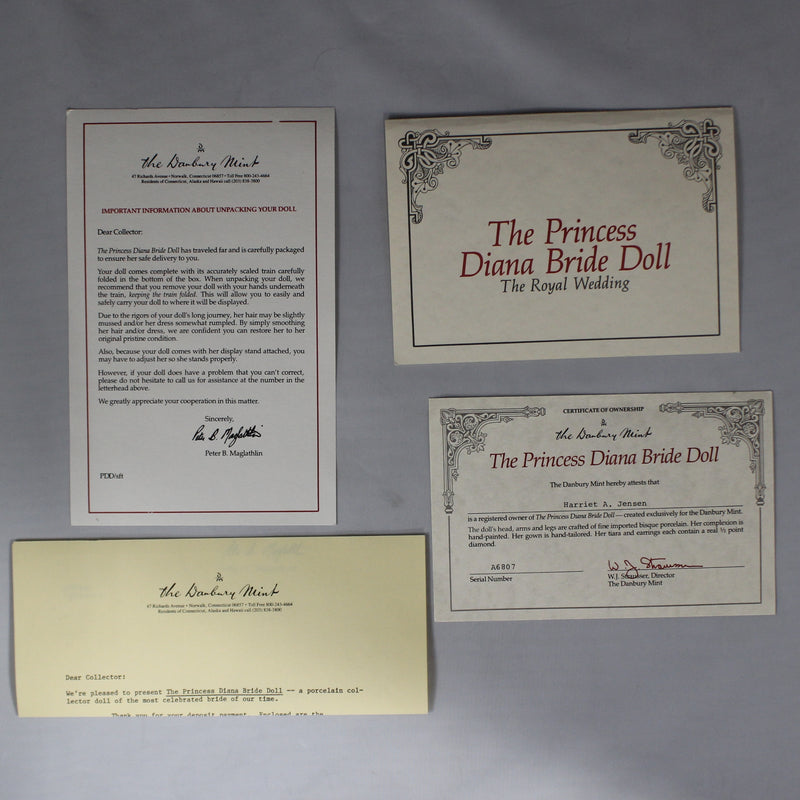 the Danbury Mint
47 Richards Avenue • Norwalk, Connecticut 06857 • Toll Free 800-243-4664
Residents of Connecticut, Alaska and Hawaii call (203) 838-3800
IMPORTANT INFORMATION ABOUT UNPACKING YOUR DOLL
Dear Collector:
The Princess Diana Bride Doll has traveled far and is carefully packaged
to ensure her safe delivery to you.
Your doll comes complete with its accurately scaled train carefully
folded in the bottom of the box. When unpacking your doll, we
recommend that you remove your doll with your hands underneath
the train, keeping the train folded. This will allow you to easily and
safely carry your doll to where it will be displayed.
Due to the rigors of your doll's long journey, her hair may be slightly
mussed and/or her dress somewhat rumpled. By simply smoothing
her hair and/or dress, we are confident you can restore her to her
original pristine condition.
Also, because your doll comes with her display stand attached, you
may have to adjust her so she stands properly.
However, if your doll does have a problem that you can't correct,
please do not hesitate to call us for assistance at the number in the
letterhead above.
We greatly appreciate your cooperation in this matter.
Sincerely,
Peter B. Maglathlin
Peter B. Maglathlin
PDD/sft
The Princess
Diana Bride Doll
The Royal Wedding
CERTIFICATE OF OWNERSHIP
the Danbury Mint
The Princess Diana Bride Doll
The Danbury Mint hereby attests that
Harriet A. Jensen
is a registered owner of The Princess Diana Bride Doll — created exclusively for the Danbury Mint.
The doll's head, arms and legs are crafted of fine imported bisque porcelain. Her complexion is
hand-painted. Her gown is hand-tailored. Her tiara and earrings each contain a real ½ point
diamond.
A6807
Serial Number
W.J. Strausser
W.J. Strausser, Director
The Danbury Mint
the Danbury Mint
47 Richards Avenue • Norwalk, Connecticut 06857 • Toll Free 800-243-4664
Residents of Connecticut, Alaska and Hawaii call (203) 838-3800
Dear Collector:
We're pleased to present The Princess Diana Bride Doll -- a porcelain col-
lector doll of the most celebrated bride of our time.
Thank you for your deposit payment. Enclosed are the